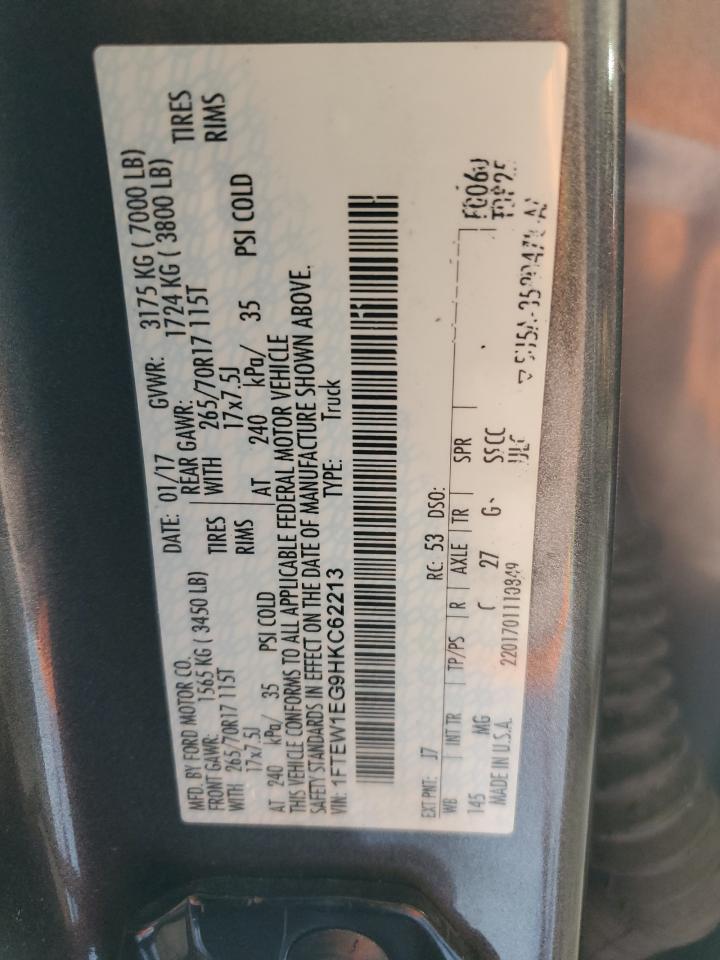 MFD. BY FORD MOTOR CO.
DATE: 01/17 GVWR: 3175 KG ( 7000 LB)
FRONT GAWR: 1565 KG ( 3450 LB) REAR GAWR: 1724 KG ( 3800 LB)
WITH 265/70R17 115T TIRES WITH 265/70R17 115T TIRES
17x7.5J RIMS 17x7.5J RIMS
AT 240 kPa/ 35 PSI COLD AT 240 kPa/ 35 PSI COLD
THIS VEHICLE CONFORMS TO ALL APPLICABLE FEDERAL MOTOR VEHICLE
SAFETY STANDARDS IN EFFECT ON THE DATE OF MANUFACTURE SHOWN ABOVE.
VIN: 1FTEW1EG9HKC62213 TYPE: Truck
EXT PNT: J7 RC: 53 DSO:
WB INT TR TP/PS R AXLE TR SPR
145 MG C 27 G SSCC
MADE IN U.S.A. 2201701110849 ULC